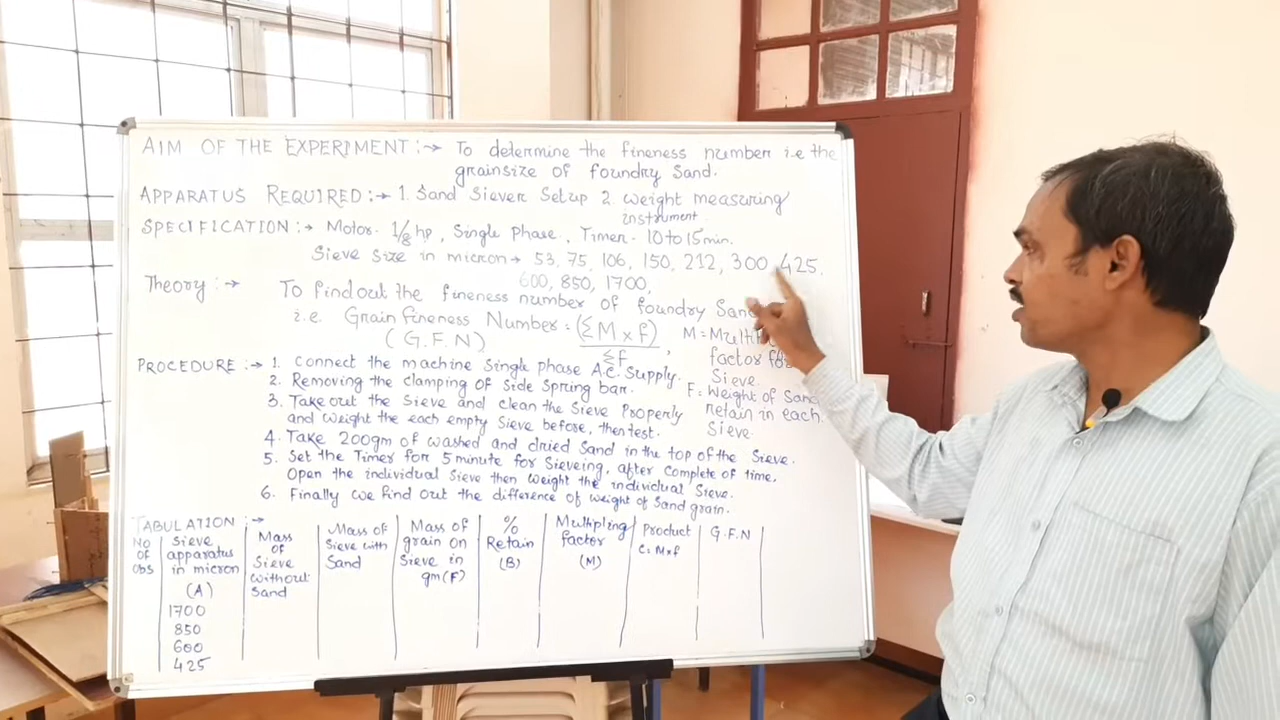 AIM OF THE EXPERIMENT :→ To determine the fineness number i.e the
grainsize of foundry Sand.
APPARATUS REQUIRED :→ 1. Sand Siever Setup 2. weight measuring
instrument.
SPECIFICATION :→ Motor. 1/8 hp, Single Phase, Timer- 10 to 15 min.
Sieve size in micron → 53, 75, 106, 150, 212, 300, 425,
600, 850, 1700,
Theory :→ To find out the fineness number of foundry Sand
i.e. Grain fineness Number = (ΣM×f)/Σf ,
(G.F.N)
M = 
factor for
Sieve.
F = Weight of Sand
retain in each
Sieve.
PROCEDURE :→ 1. Connect the machine Single phase A.C. Supply.
2. Removing the clamping of Side Spring bar.
3. Take out the Sieve and clean the Sieve Properly
and weight the each empty Sieve before, then test.
4. Take 200gm of washed and dried Sand in the top of the Sieve.
5. Set the Timer for 5 minute for Sieveing, after complete of time,
Open the individual Sieve then weight the individual Sieve.
6. Finally we find out the difference of weight of Sand grain.
TABULATION :→
No of Obs
Sieve apparatus in micron (A)
Mass of Sieve without Sand
Mass of Sieve with Sand
Mass of grain on Sieve in gm (F)
% Retain (B)
Multipling factor (M)
Product C = M×f
G.F.N
1700
850
600
425